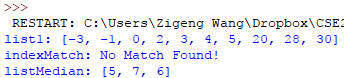 >>>
 RESTART: C:\Users\Zigeng Wang\Dropbox\CSE2
list1: [-3, -1, 0, 2, 3, 4, 5, 20, 28, 30]
indexMatch: No Match Found!
listMedian: [5, 7, 6]